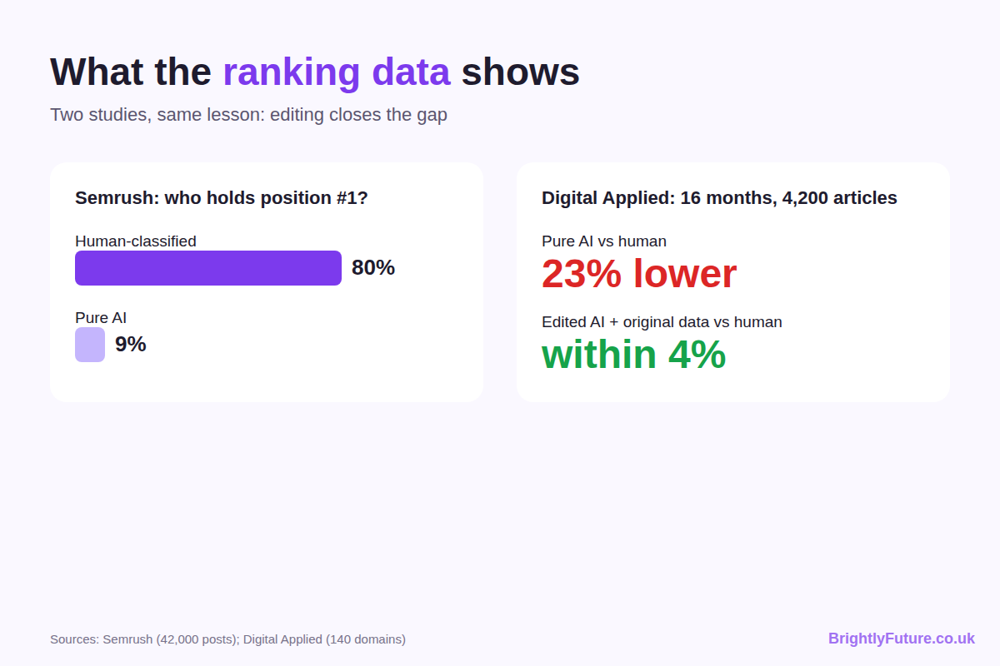 What the ranking data shows
Two studies, same lesson: editing closes the gap
Semrush: who holds position #1?
Human-classified
80%
Pure AI
9%
Digital Applied: 16 months, 4,200 articles
Pure AI vs human
23% lower
Edited AI + original data vs human
within 4%
Sources: Semrush (42,000 posts); Digital Applied (140 domains)
BrightlyFuture.co.uk